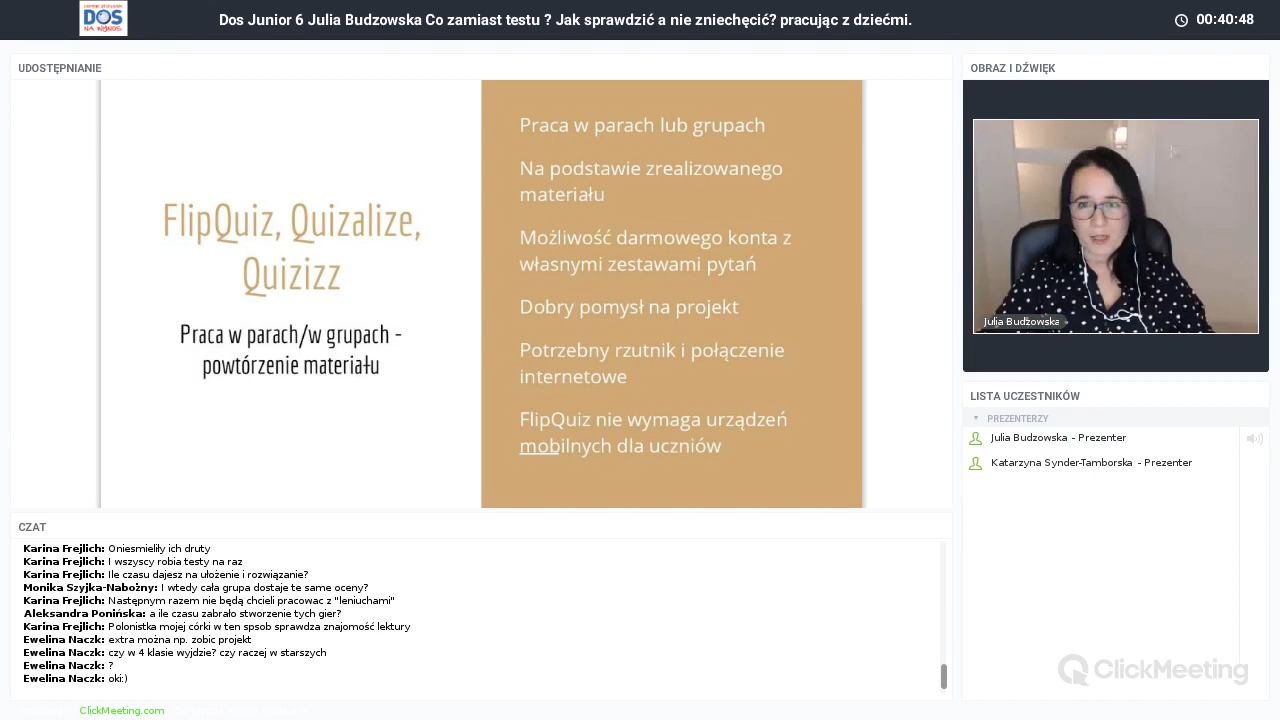 DOS
NA WYNOS
Dos Junior 6 Julia Budzowska Co zamiast testu ? Jak sprawdzić a nie zniechęcić? pracując z dziećmi.
00:40:48
UDOSTĘPNIANIE
FlipQuiz, Quizalize,
Quizizz
Praca w parach/w grupach -
powtórzenie materiału
Praca w parach lub grupach
Na podstawie zrealizowanego
materiału
Możliwość darmowego konta z
własnymi zestawami pytań
Dobry pomysł na projekt
Potrzebny rzutnik i połączenie
internetowe
FlipQuiz nie wymaga urządzeń
mobilnych dla uczniów
OBRAZ I DŹWIĘK
Julia Budzowska
LISTA UCZESTNIKÓW
PREZENTERZY
Julia Budzowska - Prezenter
Katarzyna Synder-Tamborska - Prezenter
ClickMeeting
CZAT
Karina Frejlich: Oniesmieliły ich druty
Karina Frejlich: I wszyscy robia testy na raz
Karina Frejlich: Ile czasu dajesz na ułożenie i rozwiązanie?
Monika Szyjka-Nabożny: I wtedy cała grupa dostaje te same oceny?
Karina Frejlich: Następnym razem nie będą chcieli pracowac z "leniuchami"
Aleksandra Ponińska: a ile czasu zabrało stworzenie tych gier?
Karina Frejlich: Polonistka mojej córki w ten spsob sprawdza znajomość lektury
Ewelina Naczk: extra można np. zobic projekt
Ewelina Naczk: czy w 4 klasie wyjdzie? czy raczej w starszych
Ewelina Naczk: ?
Ewelina Naczk: oki:)
ClickMeeting.com